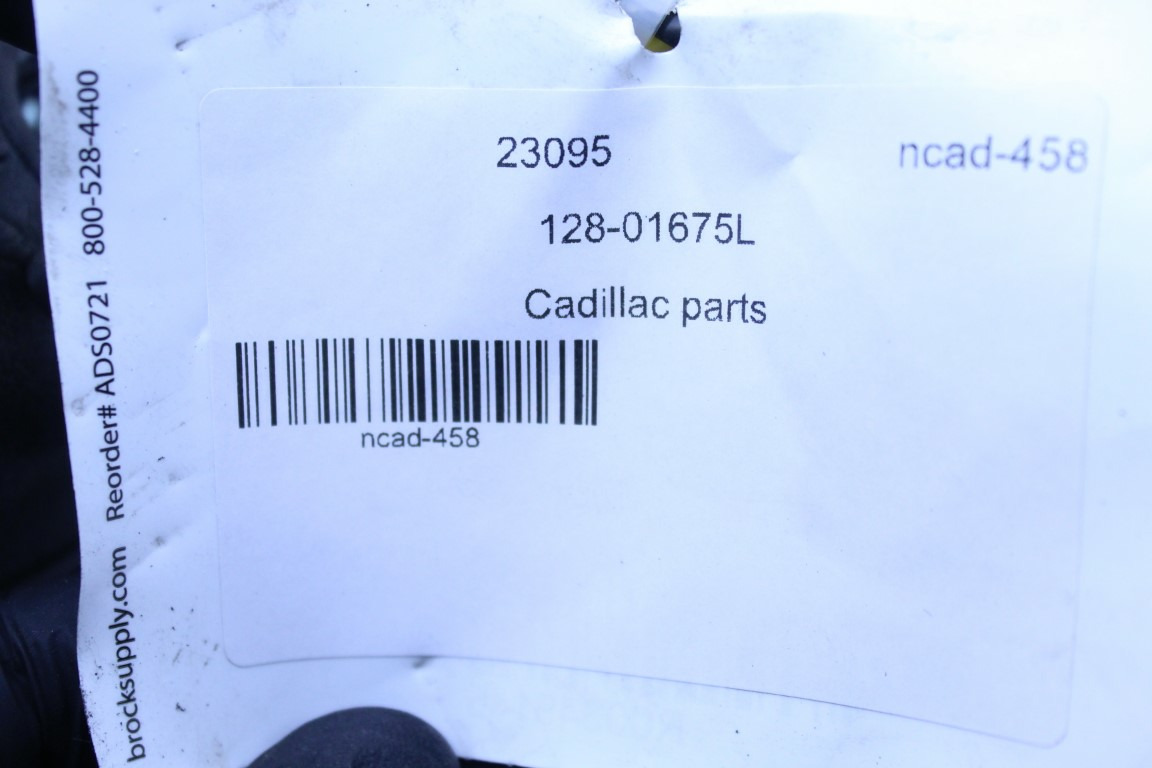 23095 ncad-458
128-01675L
Cadillac parts
ncad-458
brocksupply.com Reorder# ADS0721 800-528-4400